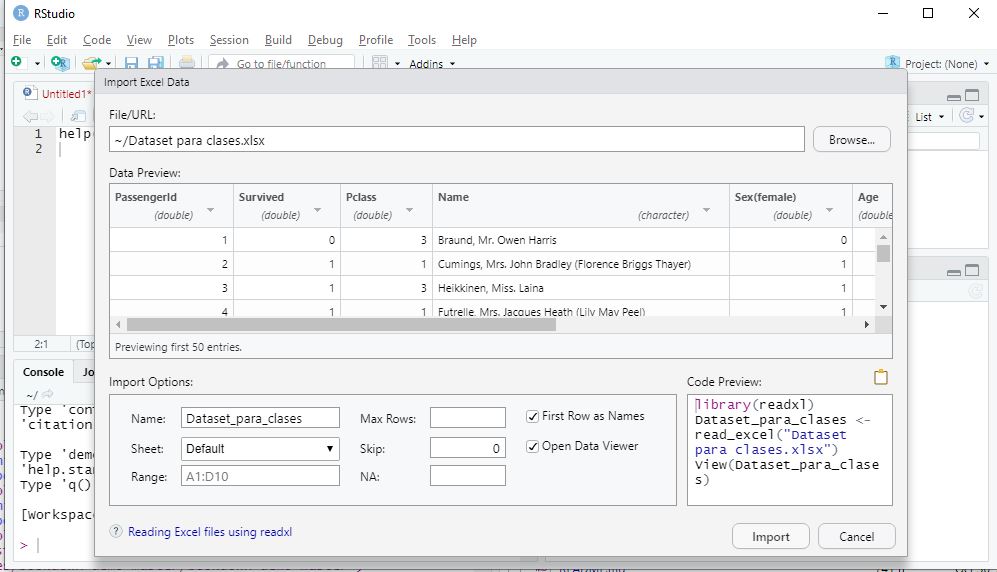 RStudio
File Edit Code View Plots Session Build Debug Profile Tools Help
Go to file/function Addins Project: (None)
Import Excel Data
Untitled1*
List
1 help
2
File/URL:
~/Dataset para clases.xlsx Browse...
Data Preview:
PassengerId Survived Pclass Name Sex(female) Age
(double) (double) (double) (character) (double) (double
1 0 3 Braund, Mr. Owen Harris 0
2 1 1 Cumings, Mrs. John Bradley (Florence Briggs Thayer) 1
3 1 3 Heikkinen, Miss. Laina 1
4 1 1 Futrelle, Mrs. Jacques Heath (Lily May Peel) 1
Previewing first 50 entries.
2:1 (Top
Console Jo
~/
Type 'cont
'citation
Type 'demo
'help.star
Type 'q()
[Workspac
>
Import Options:
Name: Dataset_para_clases Max Rows: First Row as Names
Sheet: Default Skip: 0 Open Data Viewer
Range: A1:D10 NA:
Code Preview:
library(readxl)
Dataset_para_clases <-
read_excel("Dataset
para clases.xlsx")
View(Dataset_para_clase
s)
? Reading Excel files using readxl
Import Cancel